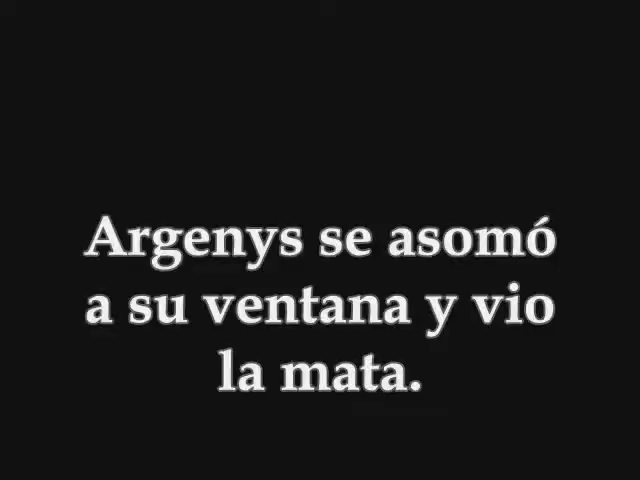 Argenys se asomó
a su ventana y vio
la mata.